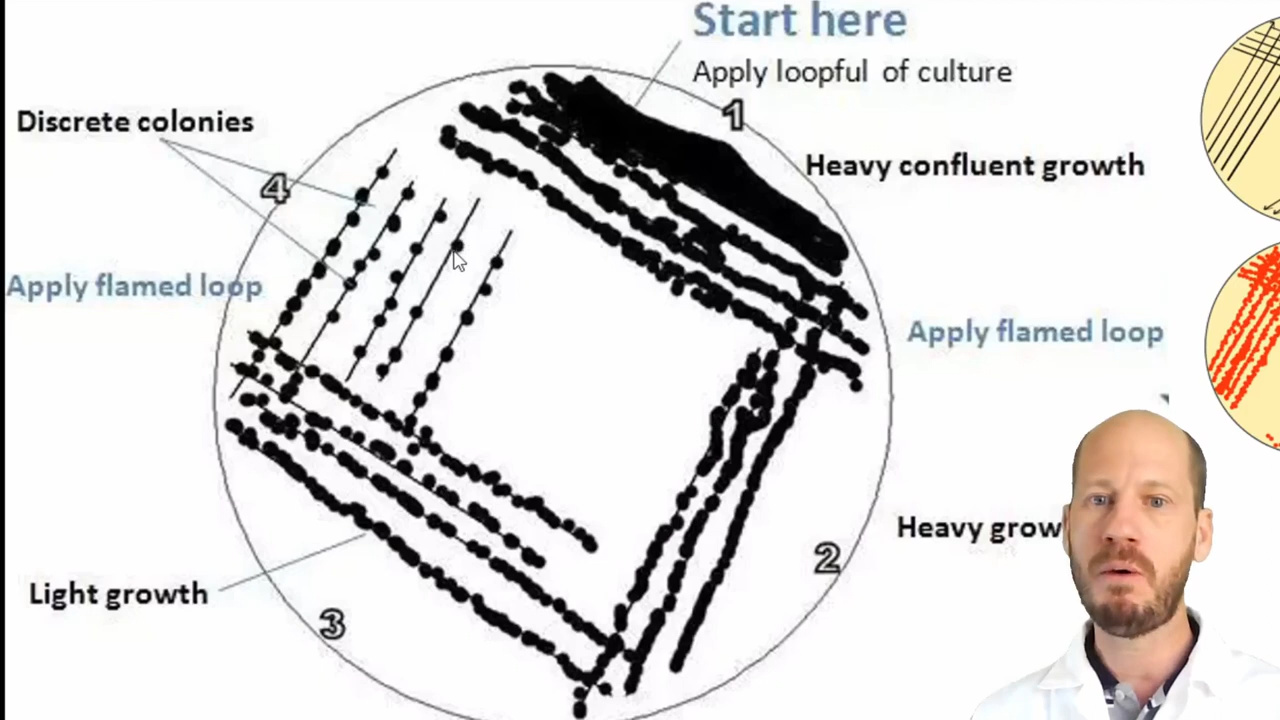 Start here
Apply loopful of culture
1
Discrete colonies
Heavy confluent growth
4
Apply flamed loop
Apply flamed loop
Heavy
2
Light growth
3